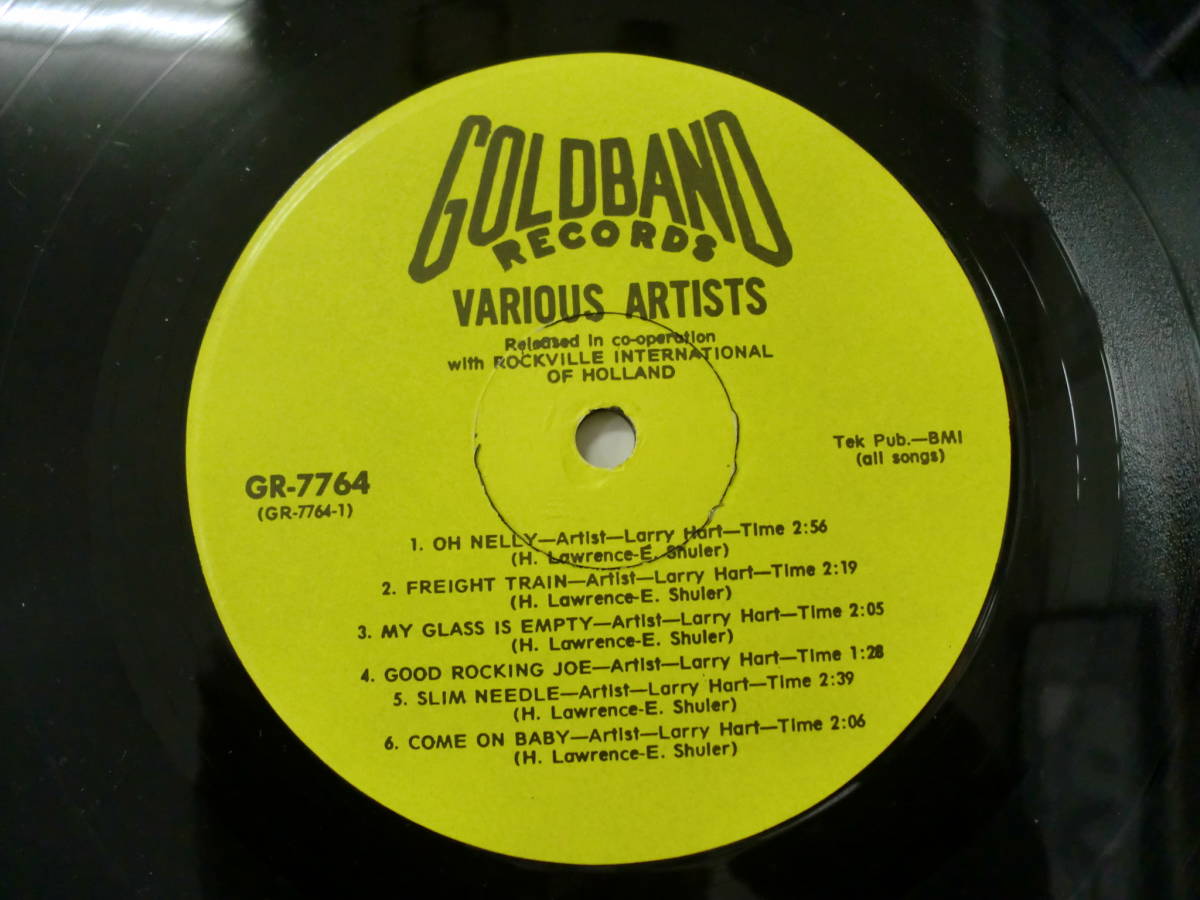 GOLDBAND
RECORDS
VARIOUS ARTISTS
Released in co-operation
with ROCKVILLE INTERNATIONAL
OF HOLLAND
Tek Pub.—BMI
(all songs)
GR-7764
(GR-7764-1)
1. OH NELLY—Artist—Larry Hart—Time 2:56
(H. Lawrence-E. Shuler)
2. FREIGHT TRAIN—Artist—Larry Hart—Time 2:19
(H. Lawrence-E. Shuler)
3. MY GLASS IS EMPTY—Artist—Larry Hart—Time 2:05
(H. Lawrence-E. Shuler)
4. GOOD ROCKING JOE—Artist—Larry Hart—Time 1:28
5. SLIM NEEDLE—Artist—Larry Hart—Time 2:39
(H. Lawrence-E. Shuler)
6. COME ON BABY—Artist—Larry Hart—Time 2:06
(H. Lawrence-E. Shuler)